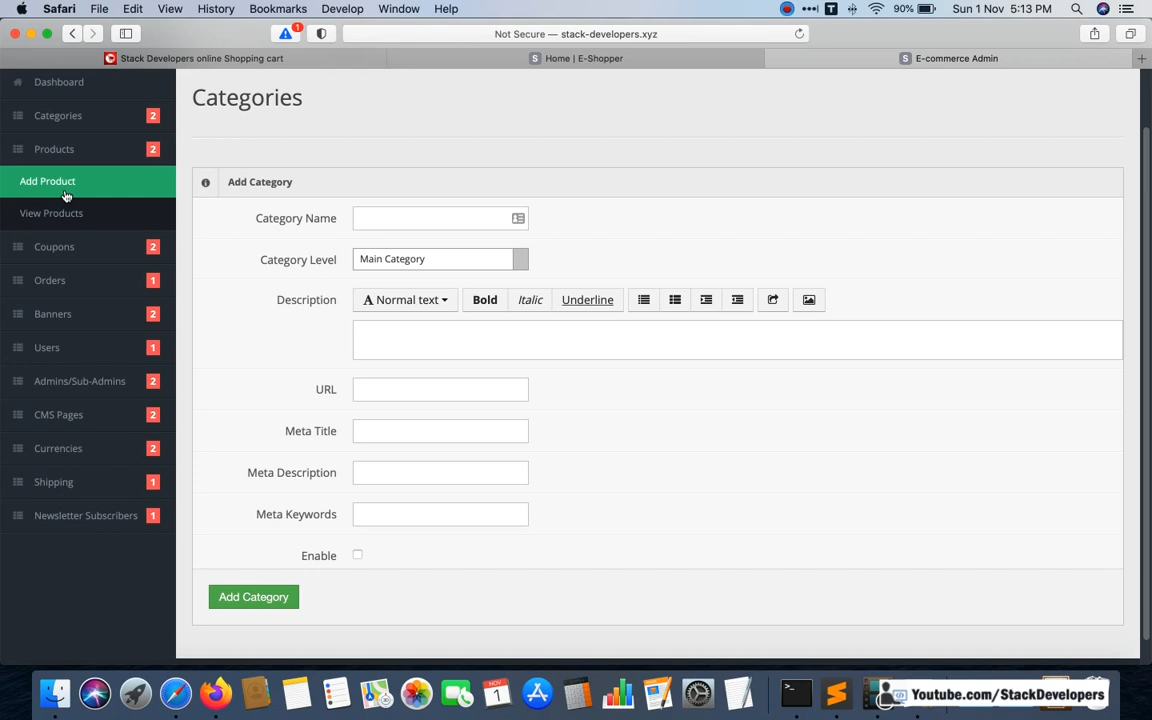 Safari File Edit View History Bookmarks Develop Window Help
T 90% Sun 1 Nov 5:13 PM
1
Not Secure — stack-developers.xyz
Stack Developers online Shopping cart
S Home | E-Shopper
S E-commerce Admin
Dashboard
Categories 2
Products 2
Add Product
View Products
Coupons 2
Orders 1
Banners 2
Users 1
Admins/Sub-Admins 2
CMS Pages 2
Currencies 2
Shipping 1
Newsletter Subscribers 1
Categories
Add Category
Category Name
Category Level Main Category
Description A Normal text Bold Italic Underline
URL
Meta Title
Meta Description
Meta Keywords
Enable
Add Category
NOV
1
Youtube.com/StackDevelopers